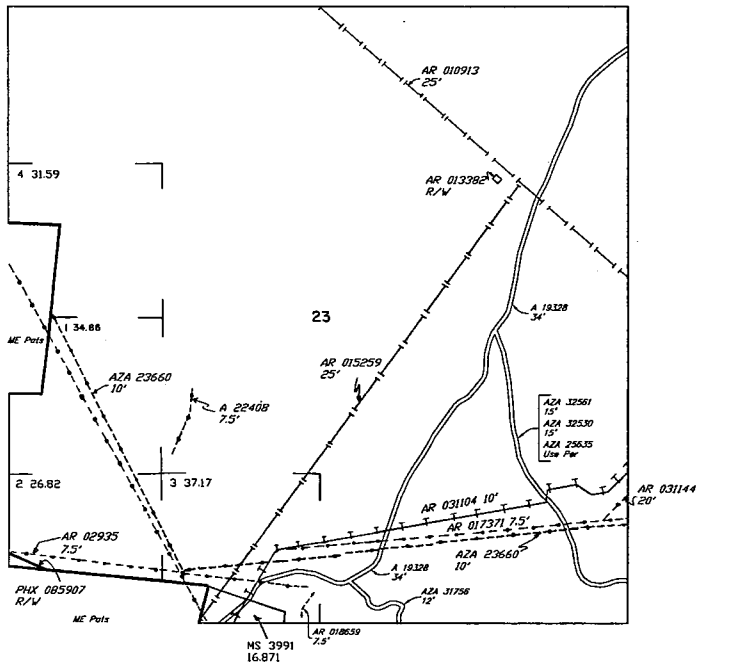 AR 010913
25'
4 31.59
AR 013382
R/W
23
A 19328
34'
1 34.86
ME Pats
AR 015259
25'
AZA 23660
10'
A 22408
7.5'
AZA 32561
15'
AZA 32530
15'
AZA 25635
Use Per
2 26.82
3 37.17
AR 031104 10'
AR 031144
20'
AR 017371 7.5'
AR 02935
7.5'
AZA 23660
10'
A 19328
34'
PHX 085907
R/W
AZA 31756
12'
ME Pats
AR 018659
7.5'
MS 3991
16.871